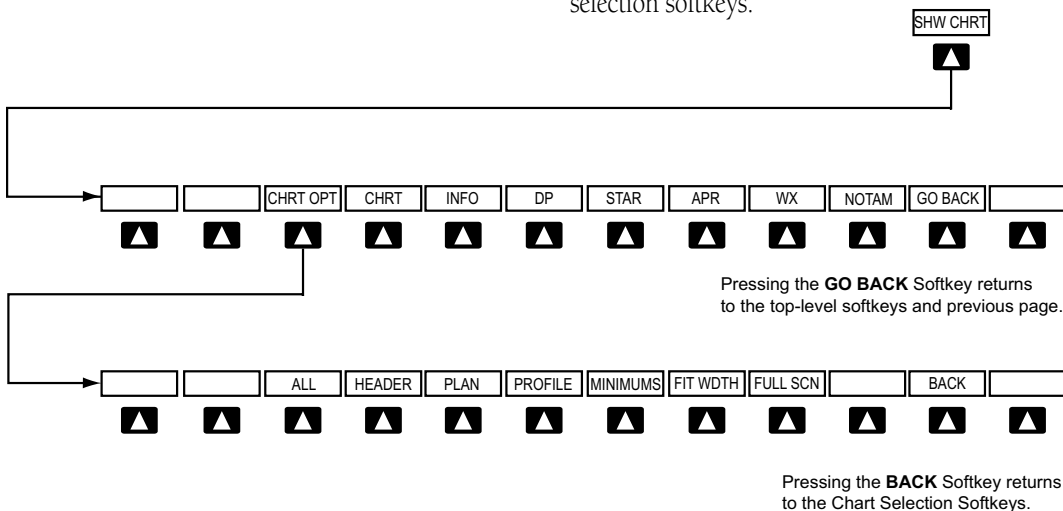 selection softkeys.
SHW CHRT
CHRT OPT CHRT INFO DP STAR APR WX NOTAM GO BACK
Pressing the GO BACK Softkey returns
to the top-level softkeys and previous page.
ALL HEADER PLAN PROFILE MINIMUMS FIT WDTH FULL SCN BACK
Pressing the BACK Softkey returns
to the Chart Selection Softkeys.